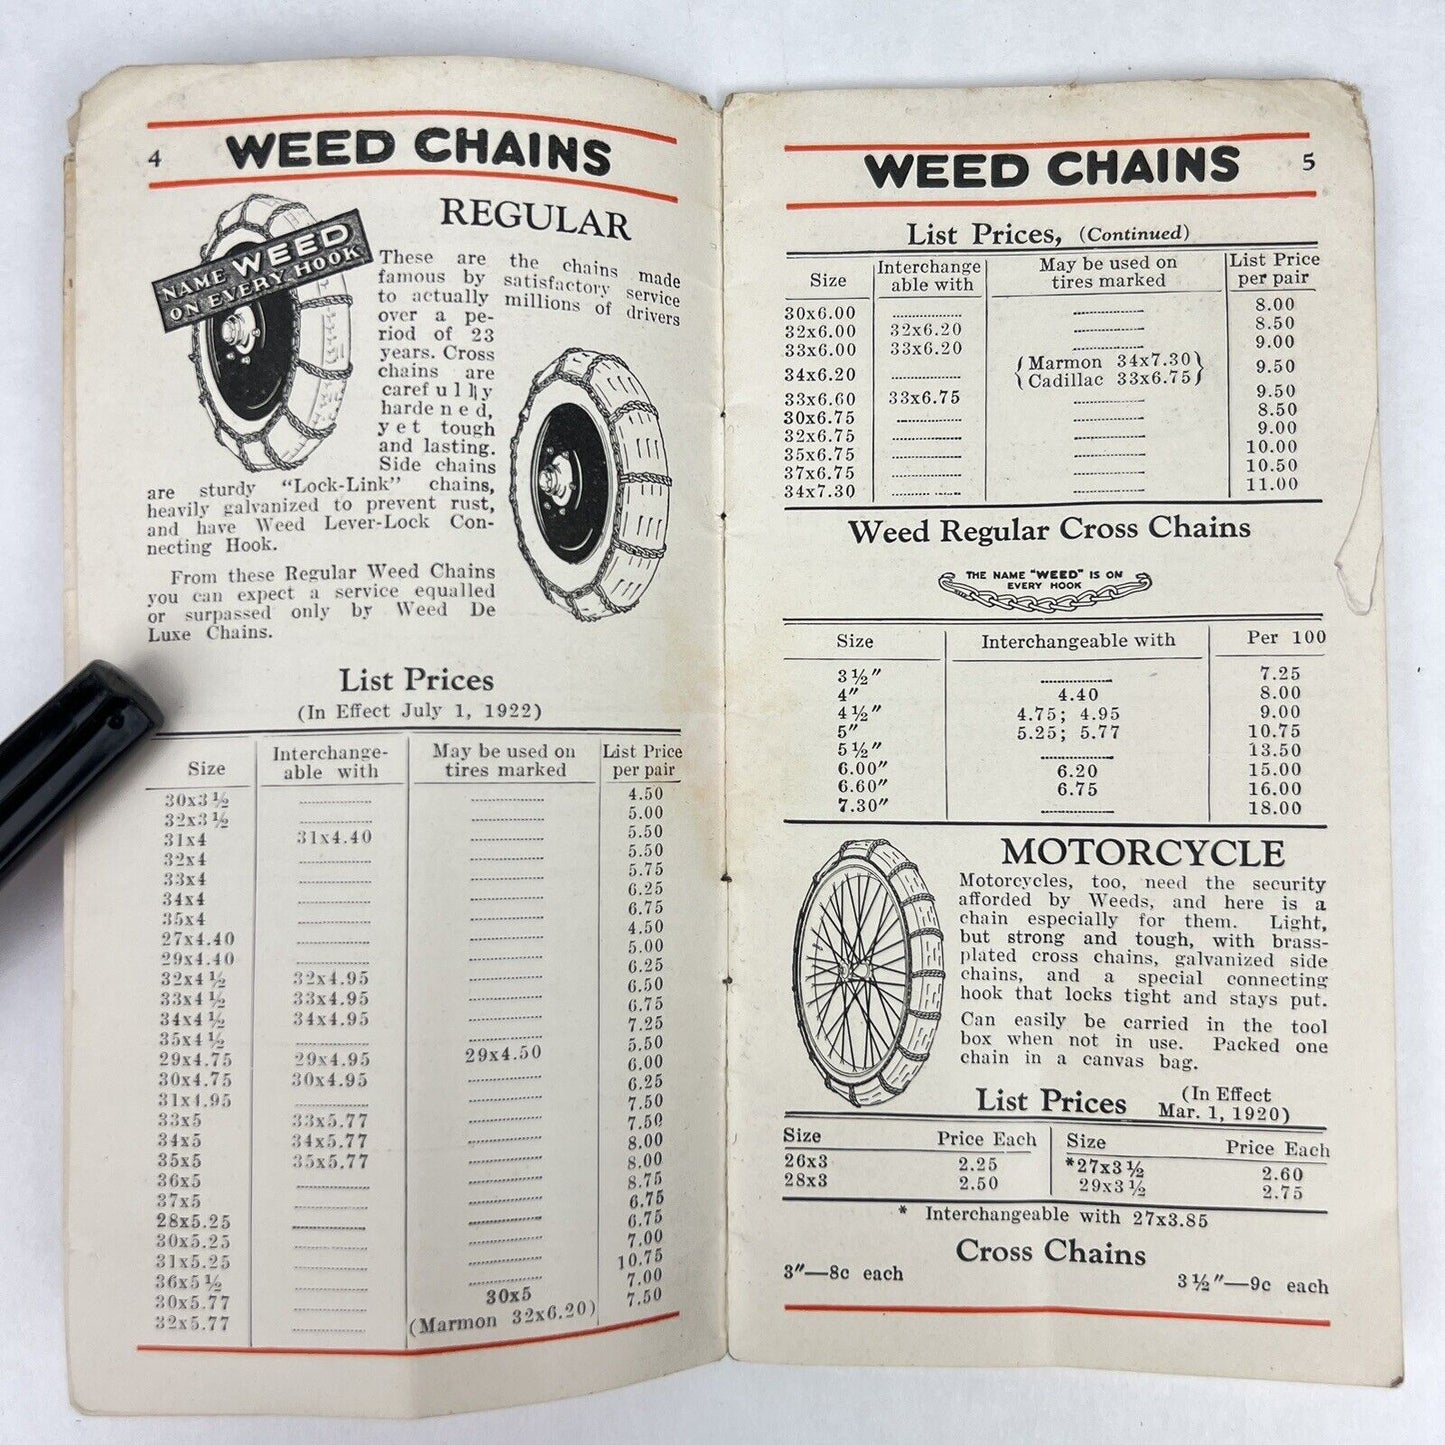 4 WEED CHAINS
NAME WEED
ON EVERY HOOK
REGULAR
These are the chains made
famous by satisfactory service
to actually millions of drivers
over a pe-
riod of 23
years. Cross
chains are
carefully
hardened,
yet tough
and lasting.
Side chains
are sturdy "Lock-Link" chains,
heavily galvanized to prevent rust,
and have Weed Lever-Lock Con-
necting Hook.
From these Regular Weed Chains
you can expect a service equalled
or surpassed only by Weed De
Luxe Chains.
List Prices
(In Effect July 1, 1922)
Size Interchange- able with May be used on tires marked List Price per pair
30x3½ ........ ........ 4.50
32x3½ ........ ........ 5.00
31x4 31x4.40 ........ 5.50
32x4 ........ ........ 5.50
33x4 ........ ........ 5.75
34x4 ........ ........ 6.25
35x4 ........ ........ 6.75
27x4.40 ........ ........ 4.50
29x4.40 ........ ........ 5.00
32x4½ 32x4.95 ........ 6.25
33x4½ 33x4.95 ........ 6.50
34x4½ 34x4.95 ........ 6.75
35x4½ ........ ........ 7.25
29x4.75 29x4.95 29x4.50 5.50
30x4.75 30x4.95 ........ 6.00
31x4.95 ........ ........ 6.25
33x5 33x5.77 ........ 7.50
34x5 34x5.77 ........ 7.50
35x5 35x5.77 ........ 8.00
36x5 ........ ........ 8.00
37x5 ........ ........ 8.75
28x5.25 ........ ........ 6.75
30x5.25 ........ ........ 6.75
31x5.25 ........ ........ 7.00
36x5½ ........ ........ 10.75
30x5.77 ........ 30x5 7.00
32x5.77 ........ (Marmon 32x6.20) 7.50
WEED CHAINS 5
List Prices, (Continued)
Size Interchange able with May be used on tires marked List Price per pair
30x6.00 ........ ........ 8.00
32x6.00 32x6.20 ........ 8.50
33x6.00 33x6.20 ........ 9.00
34x6.20 ........ {Marmon 34x7.30 Cadillac 33x6.75} 9.50
33x6.60 33x6.75 ........ 9.50
30x6.75 ........ ........ 8.50
32x6.75 ........ ........ 9.00
35x6.75 ........ ........ 10.00
37x6.75 ........ ........ 10.50
34x7.30 ........ ........ 11.00
Weed Regular Cross Chains
THE NAME "WEED" IS ON
EVERY HOOK
Size Interchangeable with Per 100
3½" ........ 7.25
4" 4.40 8.00
4½" 4.75; 4.95 9.00
5" 5.25; 5.77 10.75
5½" ........ 13.50
6.00" 6.20 15.00
6.60" 6.75 16.00
7.30" ........ 18.00
MOTORCYCLE
Motorcycles, too, need the security
afforded by Weeds, and here is a
chain especially for them. Light,
but strong and tough, with brass-
plated cross chains, galvanized side
chains, and a special connecting
hook that locks tight and stays put.
Can easily be carried in the tool
box when not in use. Packed one
chain in a canvas bag.
List Prices (In Effect Mar. 1, 1920)
Size Price Each Size Price Each
26x3 2.25 *27x3½ 2.60
28x3 2.50 29x3½ 2.75
* Interchangeable with 27x3.85
Cross Chains
3"—8c each 3½"—9c each